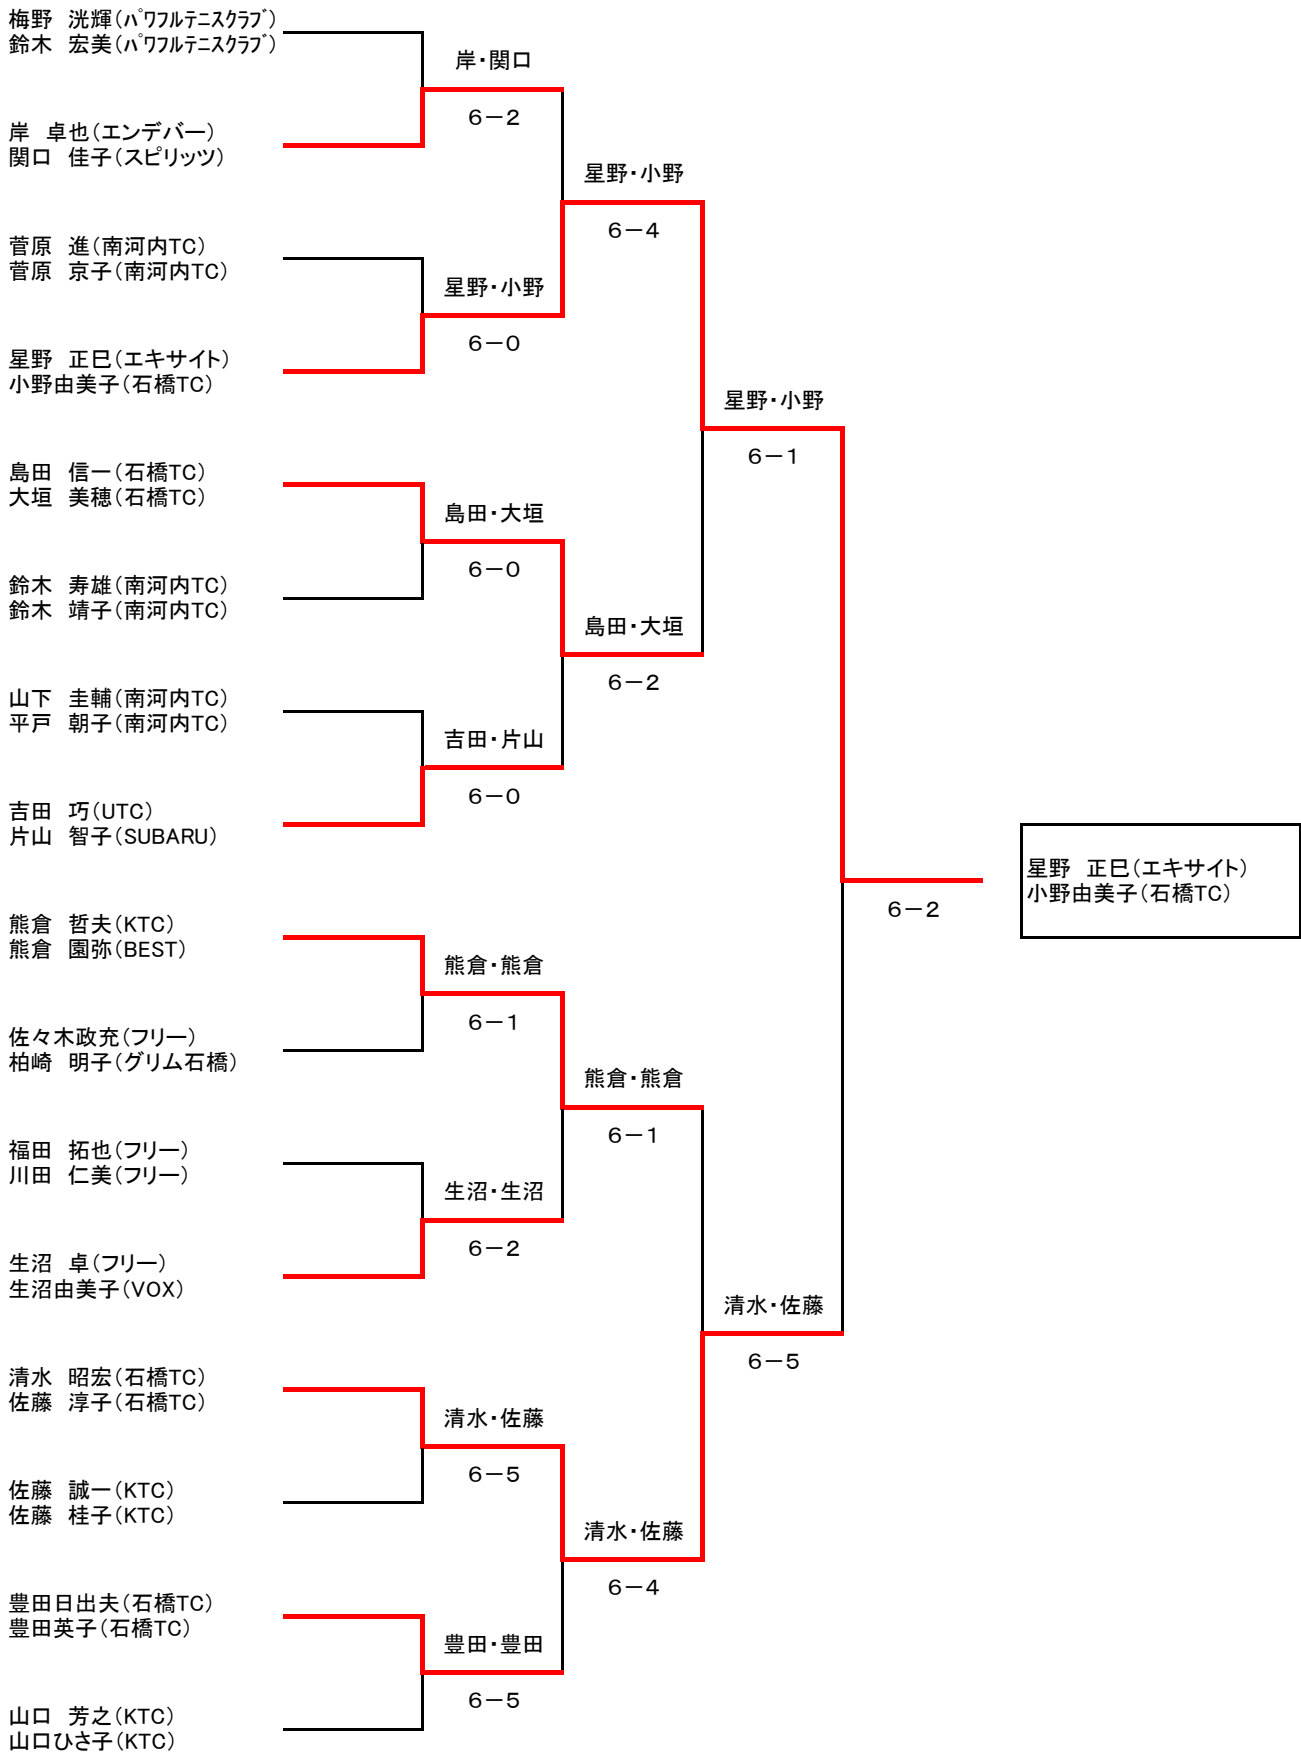 梅野　洸輝(ﾊﾟﾜﾌﾙﾃﾆｽｸﾗﾌﾞ)
鈴木　宏美(ﾊﾟﾜﾌﾙﾃﾆｽｸﾗﾌﾞ)
岸・関口
6－2
岸　卓也(エンデバー)
関口　佳子(スピリッツ)
星野・小野
6－4
菅原　進(南河内TC)
菅原　京子(南河内TC)
星野・小野
6－0
星野　正巳(エキサイト)
小野由美子(石橋TC)
星野・小野
6－1
島田　信一(石橋TC)
大垣　美穂(石橋TC)
島田・大垣
6－0
鈴木　寿雄(南河内TC)
鈴木　靖子(南河内TC)
島田・大垣
6－2
山下　圭輔(南河内TC)
平戸　朝子(南河内TC)
吉田・片山
6－0
吉田　巧(UTC)
片山　智子(SUBARU)
星野　正巳(エキサイト)
小野由美子(石橋TC)
6－2
熊倉　哲夫(KTC)
熊倉　園弥(BEST)
熊倉・熊倉
6－1
佐々木政充(フリー)
柏崎　明子(グリム石橋)
熊倉・熊倉
6－1
福田　拓也(フリー)
川田　仁美(フリー)
生沼・生沼
6－2
生沼　卓(フリー)
生沼由美子(VOX)
清水・佐藤
6－5
清水　昭宏(石橋TC)
佐藤　淳子(石橋TC)
清水・佐藤
6－5
佐藤　誠一(KTC)
佐藤　桂子(KTC)
清水・佐藤
6－4
豊田日出夫(石橋TC)
豊田英子(石橋TC)
豊田・豊田
6－5
山口　芳之(KTC)
山口ひさ子(KTC)